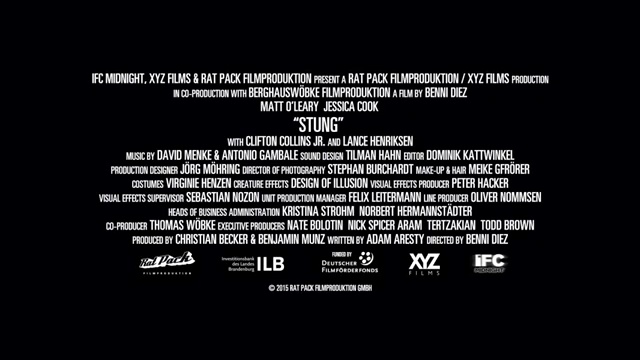 IFC MIDNIGHT, XYZ FILMS & RAT PACK FILMPRODUKTION PRESENT A RAT PACK FILMPRODUKTION / XYZ FILMS PRODUCTION
IN CO-PRODUCTION WITH BERGHAUSWÖBKE FILMPRODUKTION A FILM BY BENNI DIEZ
MATT O'LEARY JESSICA COOK
"STUNG"
WITH CLIFTON COLLINS JR. AND LANCE HENRIKSEN
MUSIC BY DAVID MENKE & ANTONIO GAMBALE SOUND DESIGN TILMAN HAHN EDITOR DOMINIK KATTWINKEL
PRODUCTION DESIGNER JÖRG MÖHRING DIRECTOR OF PHOTOGRAPHY STEPHAN BURCHARDT MAKE-UP & HAIR MEIKE GFRÖRER
COSTUMES VIRGINIE HENZEN CREATURE EFFECTS DESIGN OF ILLUSION VISUAL EFFECTS PRODUCER PETER HACKER
VISUAL EFFECTS SUPERVISOR SEBASTIAN NOZON UNIT PRODUCTION MANAGER FELIX LEITERMANN LINE PRODUCER OLIVER NOMMSEN
HEADS OF BUSINESS ADMINISTRATION KRISTINA STROHM NORBERT HERMANNSTÄDTER
CO-PRODUCER THOMAS WÖBKE EXECUTIVE PRODUCERS NATE BOLOTIN NICK SPICER ARAM TERTZAKIAN TODD BROWN
PRODUCED BY CHRISTIAN BECKER & BENJAMIN MUNZ WRITTEN BY ADAM ARESTY DIRECTED BY BENNI DIEZ
Rat Pack FILMPRODUKTION
Investitionsbank des Landes Brandenburg ILB
FUNDED BY
DEUTSCHER FILMFÖRDERFONDS
XYZ FILMS
IFC MIDNIGHT
© 2015 RAT PACK FILMPRODUKTION GMBH